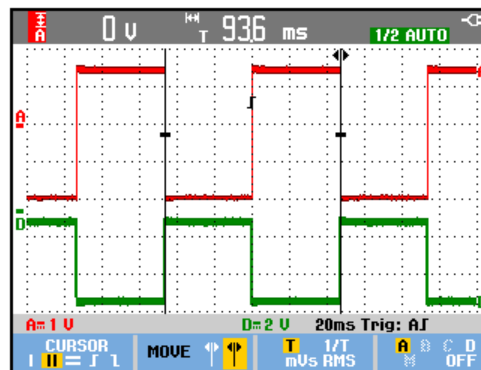 A 0 V T 93.6 ms 1/2 AUTO
A
D
A= 1 V D= 2 V 20ms Trig: A
CURSOR MOVE T 1/T A B C D
mVs RMS M OFF